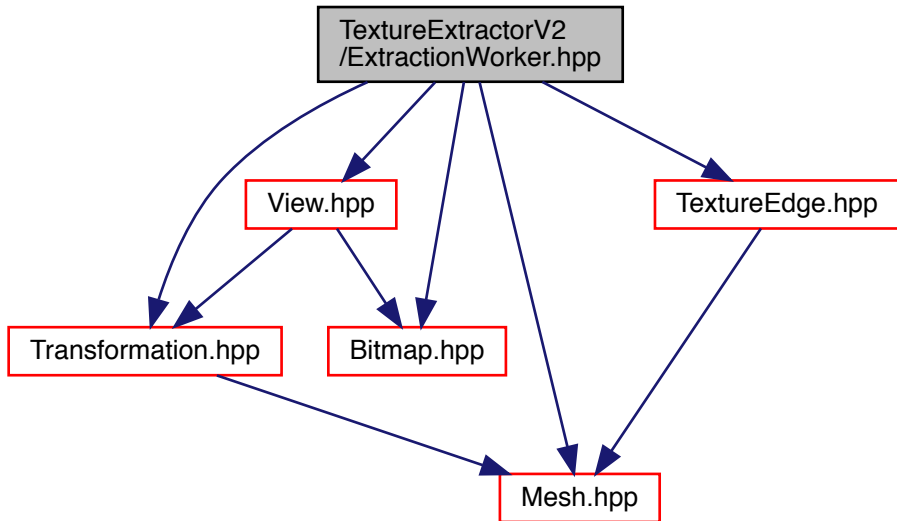 TextureExtractorV2
/ExtractionWorker.hpp
View.hpp
TextureEdge.hpp
Transformation.hpp
Bitmap.hpp
Mesh.hpp